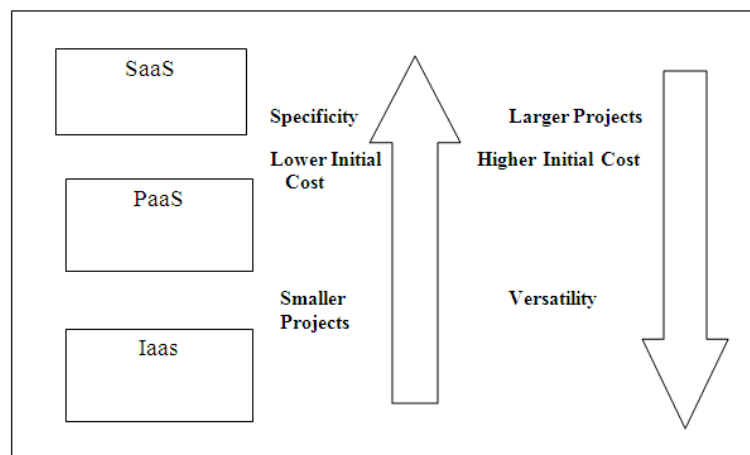 SaaS
Specificity
Larger Projects
Lower Initial
Cost
Higher Initial Cost
PaaS
Smaller
Projects
Versatility
Iaas